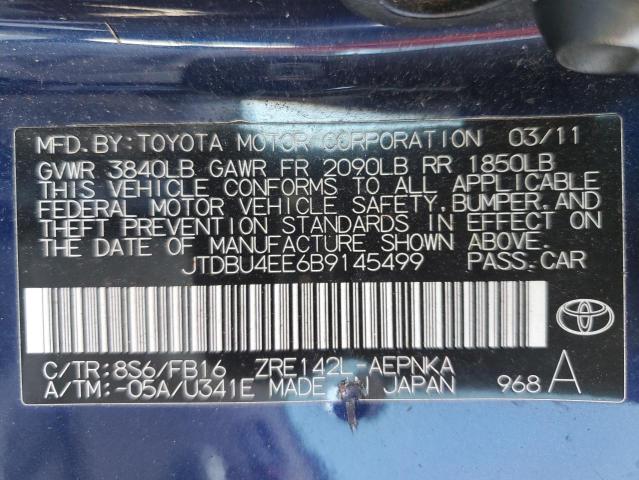 MFD. BY: TOYOTA MOTOR CORPORATION 03/11
GVWR 3840LB GAWR FR 2090LB RR 1850LB
THIS VEHICLE CONFORMS TO ALL APPLICABLE
FEDERAL MOTOR VEHICLE SAFETY, BUMPER, AND
THEFT PREVENTION STANDARDS IN EFFECT ON
THE DATE OF MANUFACTURE SHOWN ABOVE.
JTDBU4EE6B9145499 PASS. CAR
C/TR: 8S6/FB16 ZRE142L-AEPNKA
A/TM: -05A/U341E MADE IN JAPAN 968 A